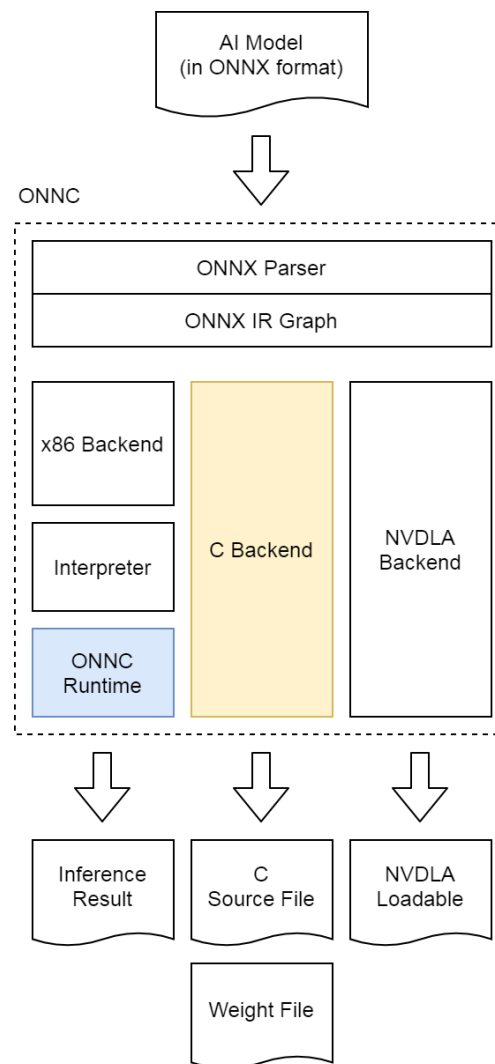 AI Model
(in ONNX format)
ONNC
ONNX Parser
ONNX IR Graph
x86 Backend
Interpreter
ONNC
Runtime
C Backend
NVDLA
Backend
Inference
Result
C
Source File
NVDLA
Loadable
Weight File